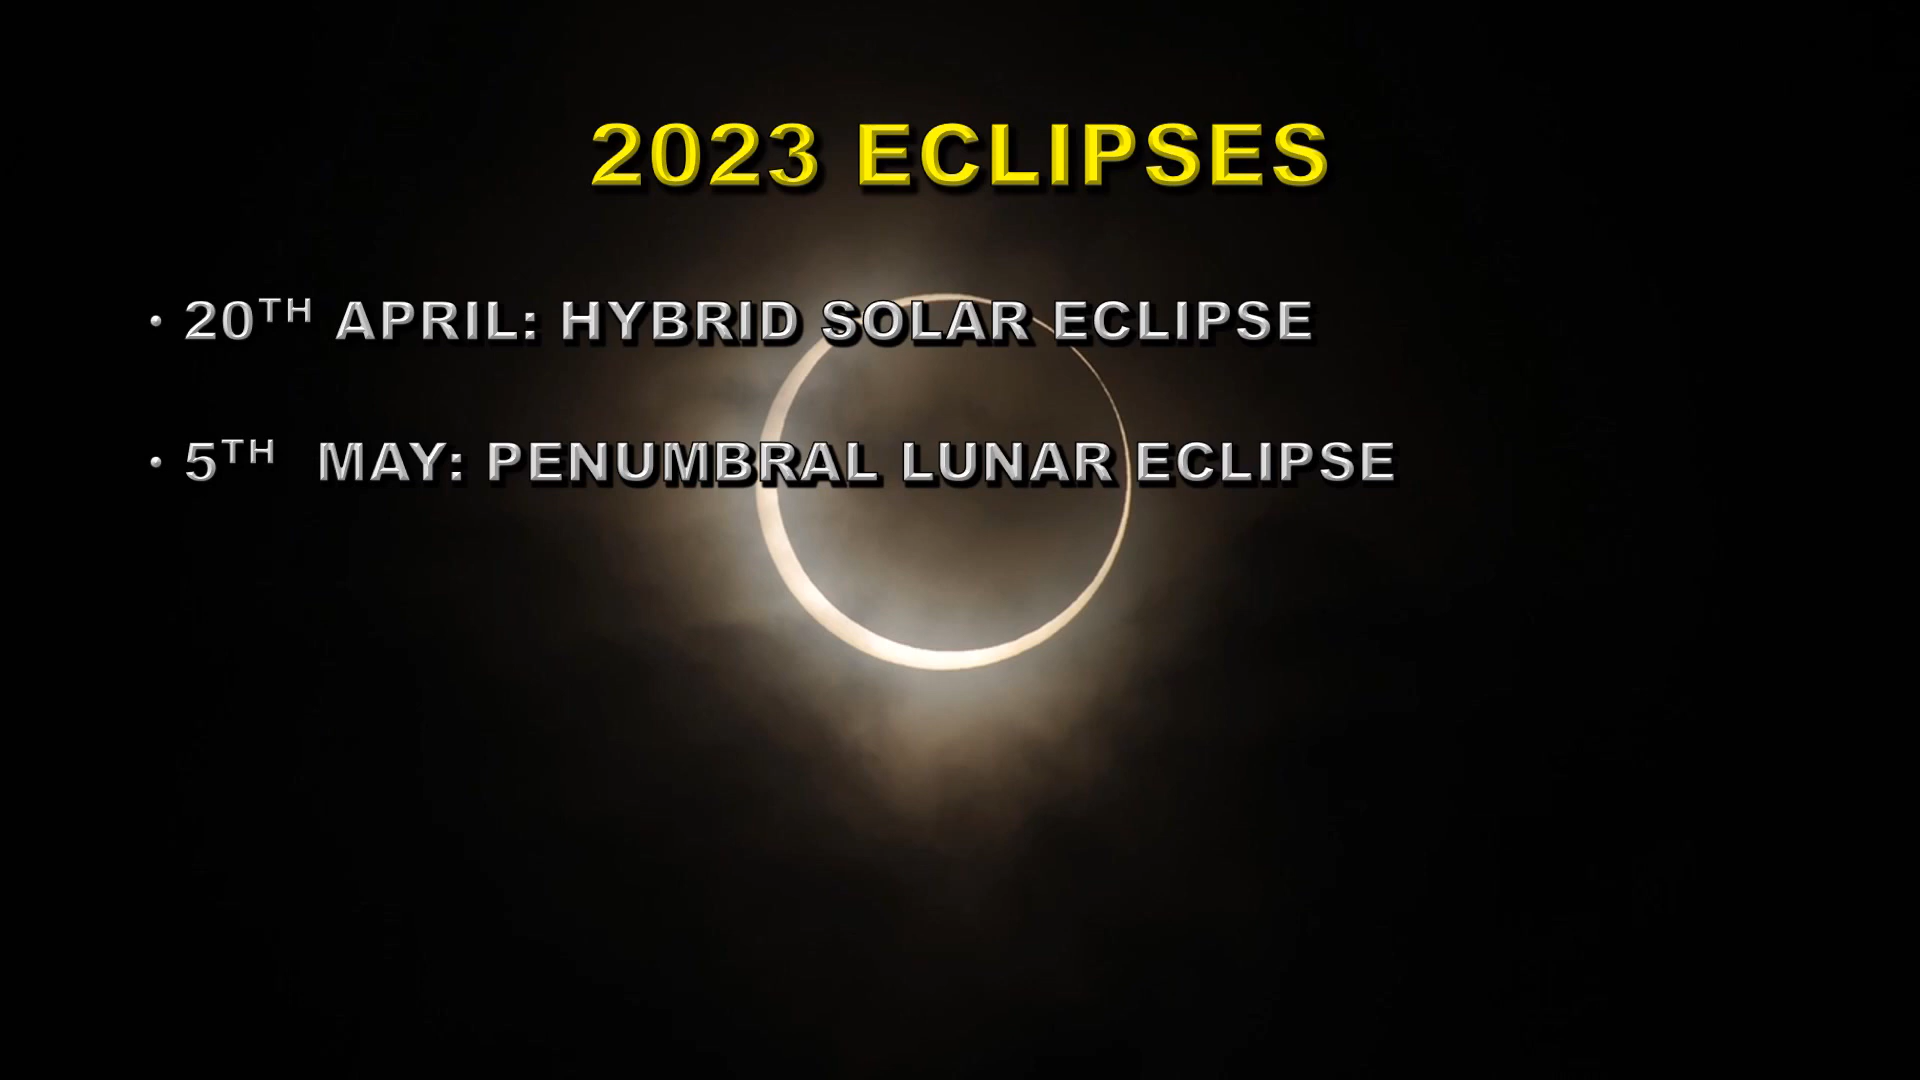 2023 ECLIPSES
• 20TH APRIL: HYBRID SOLAR ECLIPSE
• 5TH MAY: PENUMBRAL LUNAR ECLIPSE